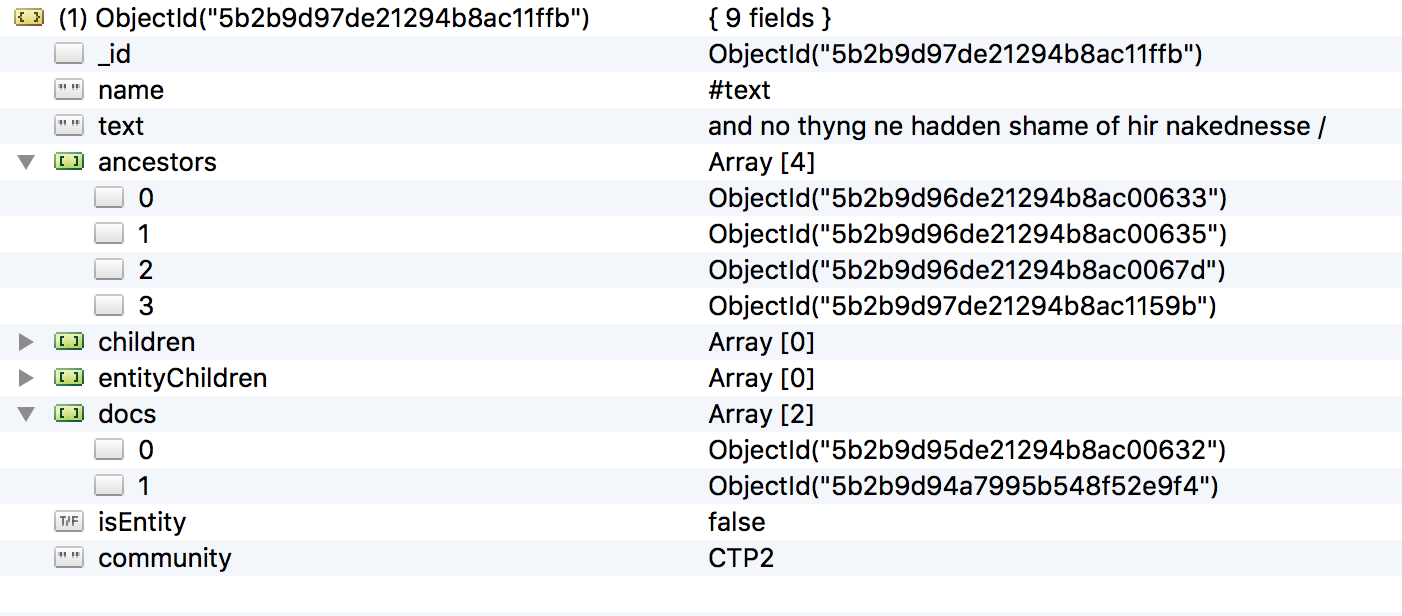 (1) ObjectId("5b2b9d97de21294b8ac11ffb") { 9 fields }
_id ObjectId("5b2b9d97de21294b8ac11ffb")
name #text
text and no thyng ne hadden shame of hir nakednesse /
ancestors Array [4]
0 ObjectId("5b2b9d96de21294b8ac00633")
1 ObjectId("5b2b9d96de21294b8ac00635")
2 ObjectId("5b2b9d96de21294b8ac0067d")
3 ObjectId("5b2b9d97de21294b8ac1159b")
children Array [0]
entityChildren Array [0]
docs Array [2]
0 ObjectId("5b2b9d95de21294b8ac00632")
1 ObjectId("5b2b9d94a7995b548f52e9f4")
T/F isEntity false
community CTP2